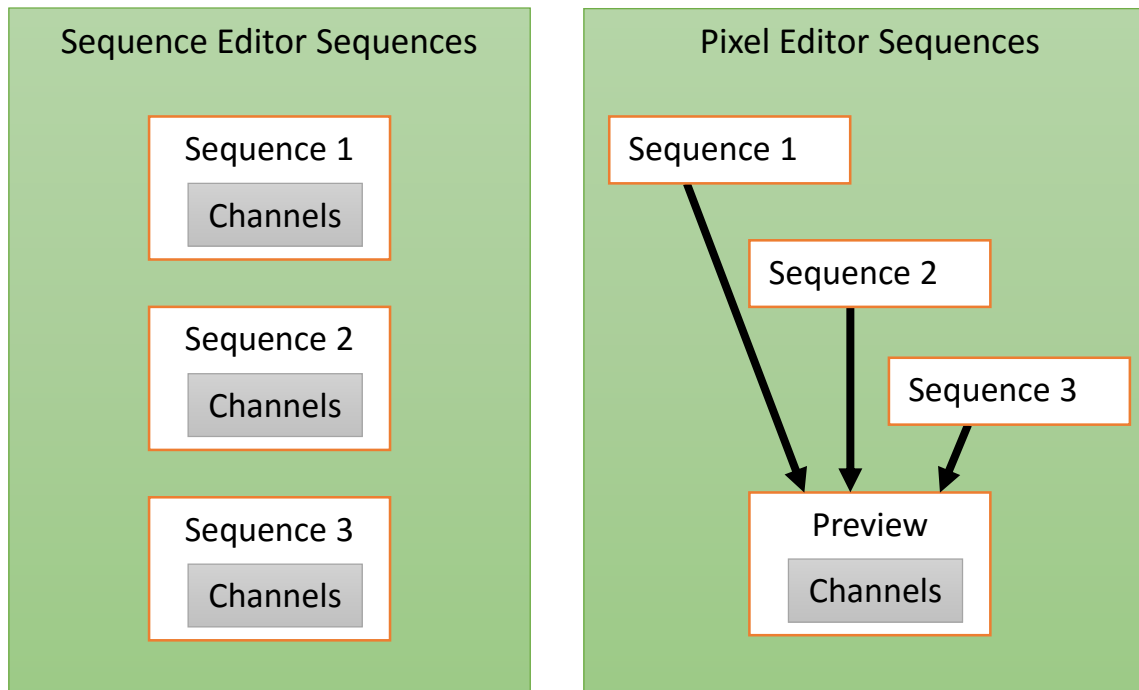 Sequence Editor Sequences
Sequence 1
Channels
Sequence 2
Channels
Sequence 3
Channels
Pixel Editor Sequences
Sequence 1
Sequence 2
Sequence 3
Preview
Channels